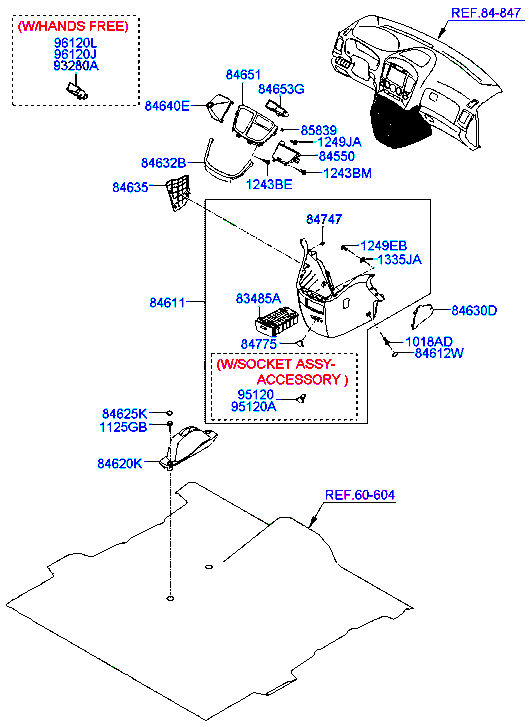 REF.84-847
(W/HANDS FREE)
96120L
96120J
93280A
84651
84653G
84640E
85839
1249JA
84550
84632B
1243BM
1243BE
84635
84747
1249EB
1335JA
83485A
84611
84630D
84775
1018AD
84612W
(W/SOCKET ASSY-
ACCESSORY )
95120
95120A
84625K
1125GB
84620K
REF.60-604